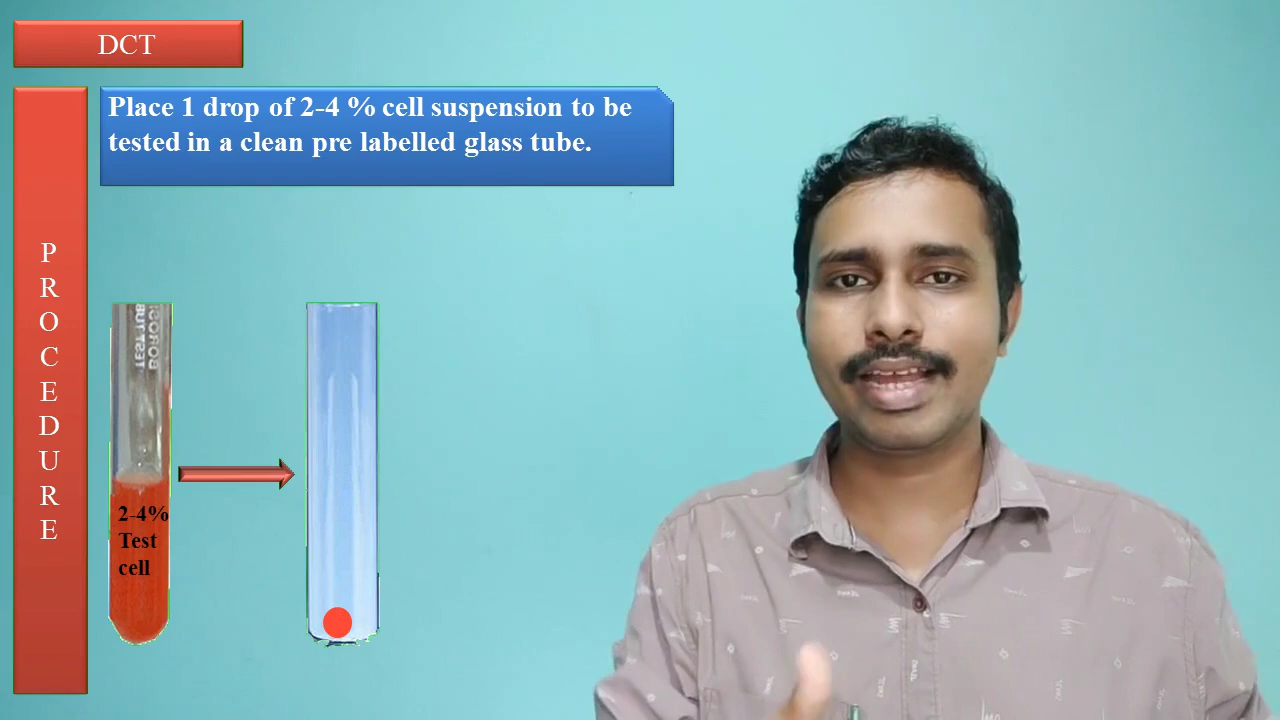 DCT
Place 1 drop of 2-4 % cell suspension to be
tested in a clean pre labelled glass tube.
PROCEDURE
2-4%
Test
cell